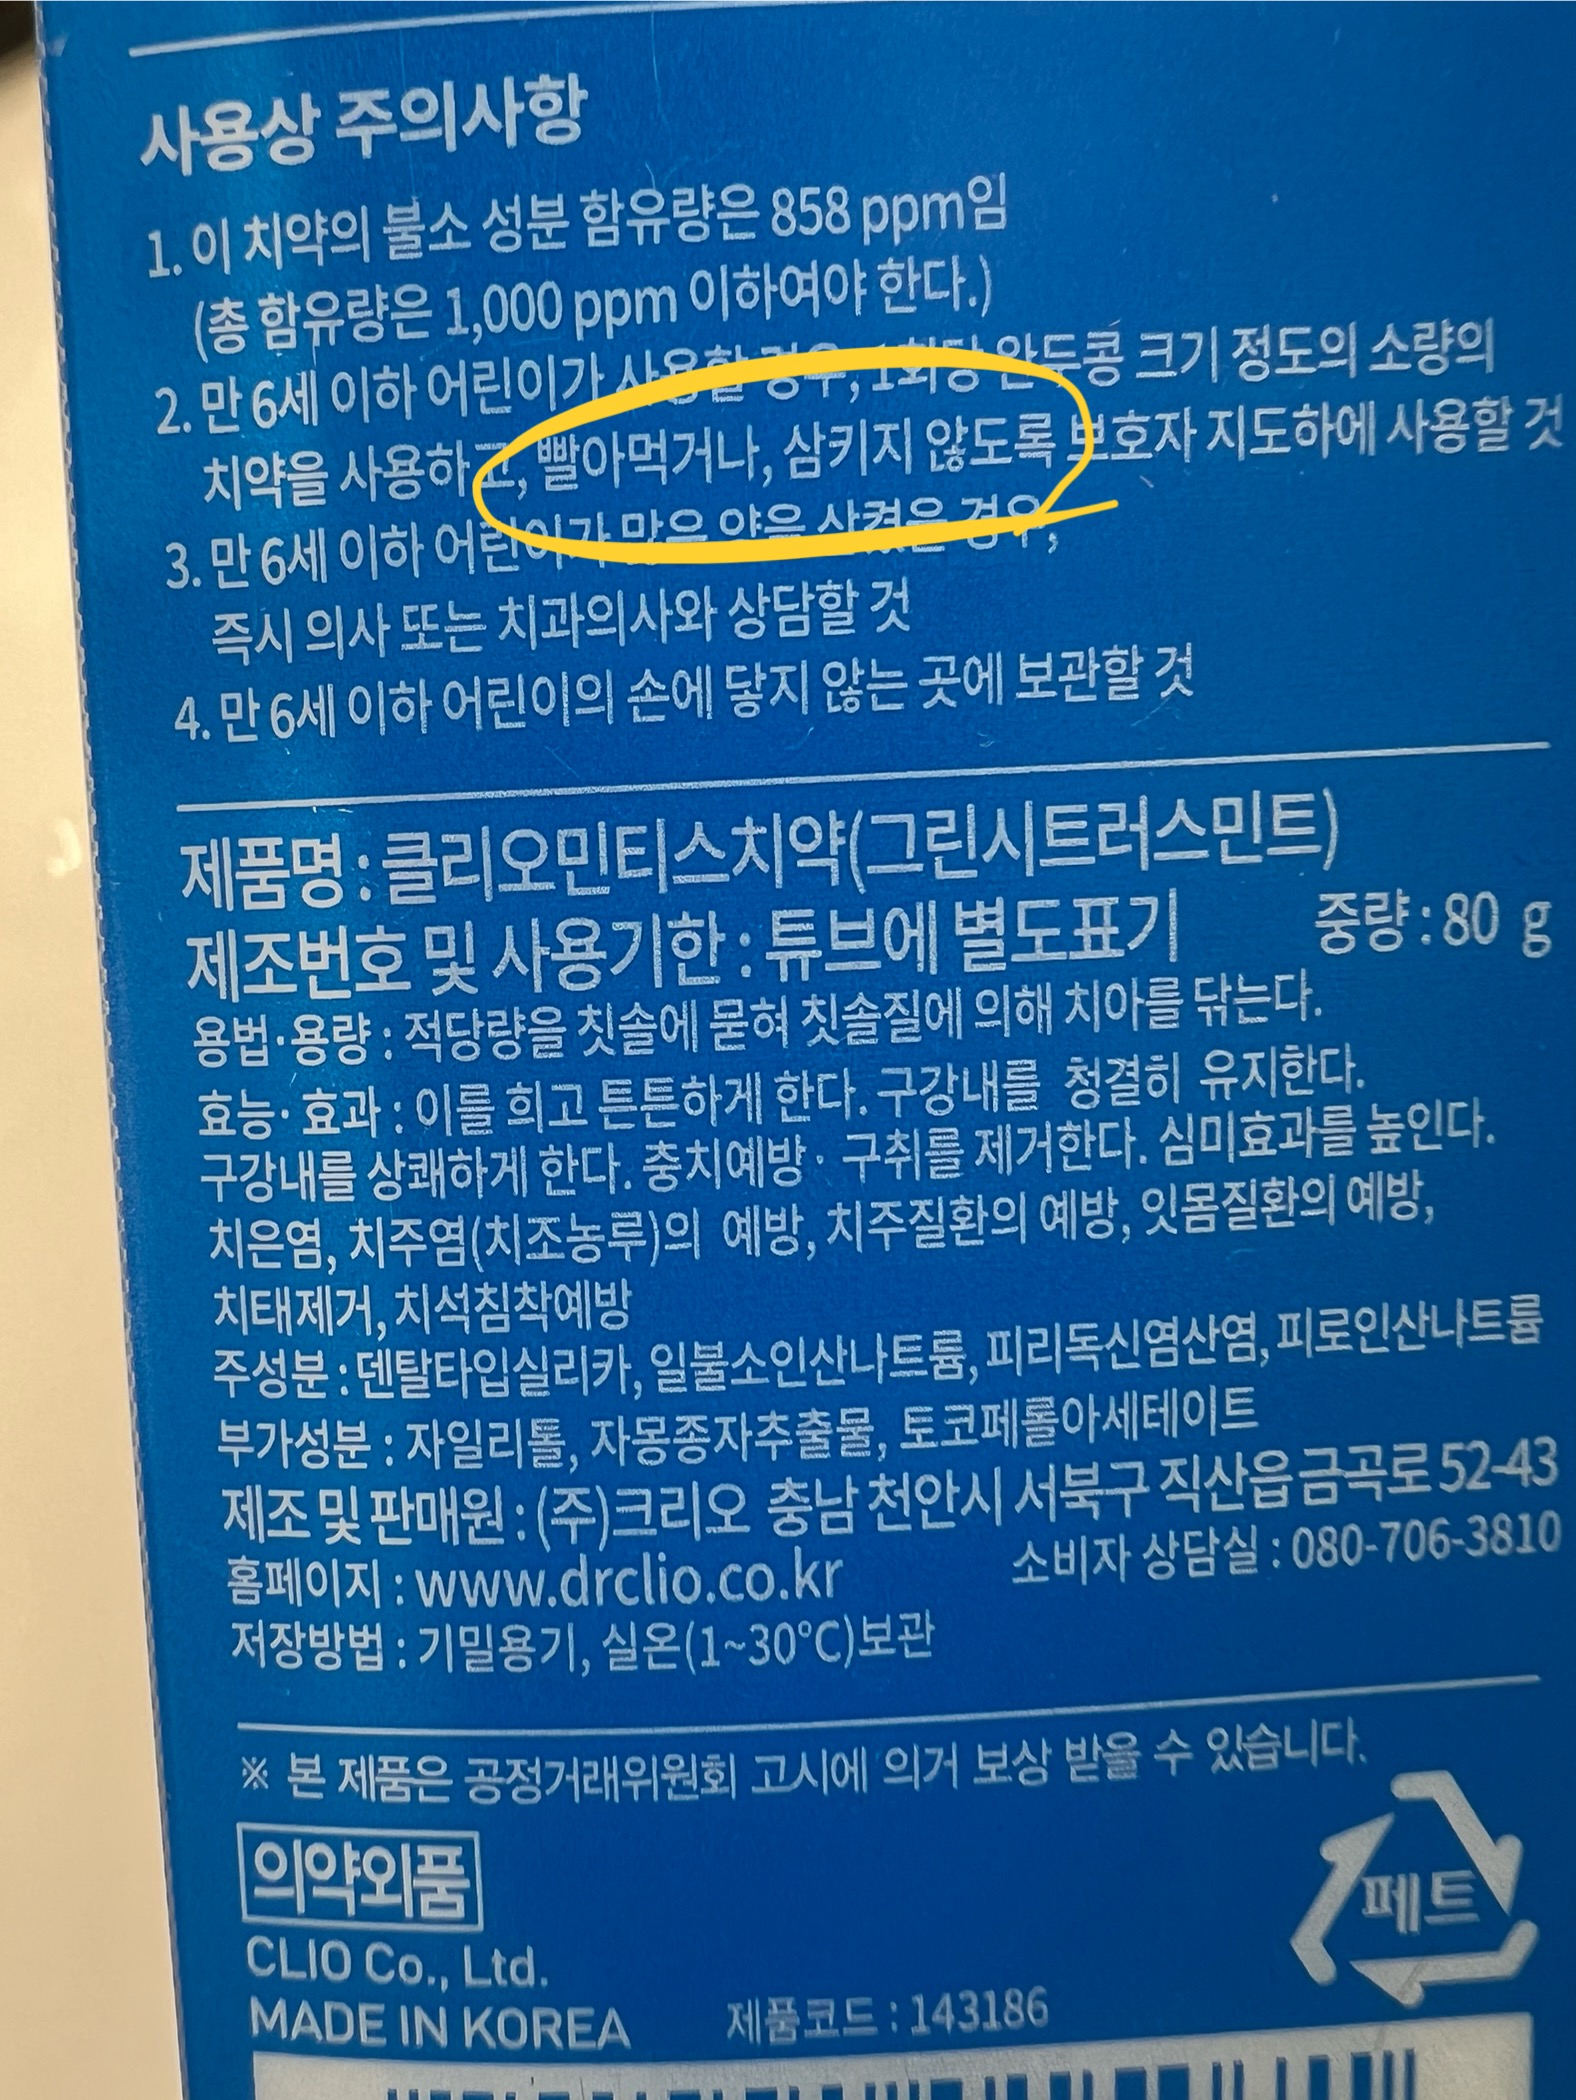 사용상 주의사항
1. 이 치약의 불소 성분 함유량은 858 ppm임
(총 함유량은 1,000 ppm 이하여야 한다.)
2. 만 6세 이하 어린이가 사용할 경우, 1회당 완두콩 크기 정도의 소량의
치약을 사용하고, 빨아먹거나, 삼키지 않도록 보호자 지도하에 사용할 것
3. 만 6세 이하 어린이가 많은 양을 삼켰을 경우,
즉시 의사 또는 치과의사와 상담할 것
4. 만 6세 이하 어린이의 손에 닿지 않는 곳에 보관할 것
제품명 : 클리오민티스치약(그린시트러스민트)
제조번호 및 사용기한 : 튜브에 별도표기 중량 : 80 g
용법·용량 : 적당량을 칫솔에 묻혀 칫솔질에 의해 치아를 닦는다.
효능·효과 : 이를 희고 튼튼하게 한다. 구강내를 청결히 유지한다.
구강내를 상쾌하게 한다. 충치예방· 구취를 제거한다. 심미효과를 높인다.
치은염, 치주염(치조농루)의 예방, 치주질환의 예방, 잇몸질환의 예방,
치태제거, 치석침착예방
주성분 : 덴탈타입실리카, 일불소인산나트륨, 피리독신염산염, 피로인산나트륨
부가성분 : 자일리톨, 자몽종자추출물, 토코페롤아세테이트
제조 및 판매원 : (주)크리오 충남 천안시 서북구 직산읍 금곡로 52-43
홈페이지 : www.drclio.co.kr 소비자 상담실 : 080-706-3810
저장방법 : 기밀용기, 실온(1~30°C)보관
※ 본 제품은 공정거래위원회 고시에 의거 보상 받을 수 있습니다.
의약외품
페트
CLIO Co., Ltd.
MADE IN KOREA 제품코드 : 143186